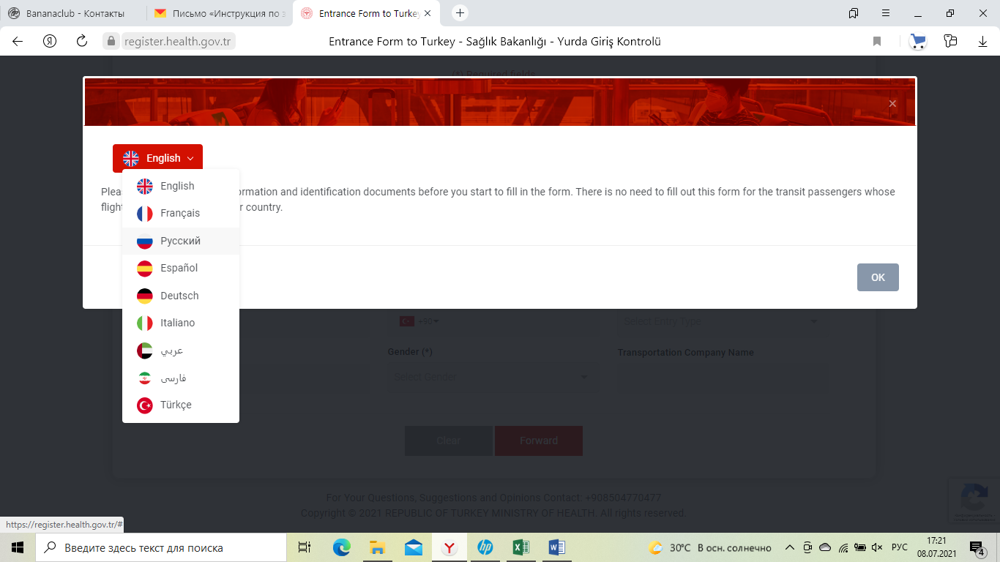 Bananaclub - Контакты
Письмо «Инструкция по з
Entrance Form to Turkey
register.health.gov.tr
Entrance Form to Turkey - Sağlık Bakanlığı - Yurda Giriş Kontrolü
(*) Required fields
English
English
Français
Русский
Español
Deutsch
Italiano
عربي
فارسی
Türkçe
Pleas
ormation and identification documents before you start to fill in the form. There is no need to fill out this form for the transit passengers whose
flight
r country.
OK
+90
Select Entry Type
Gender (*)
Transportation Company Name
Select Gender
Clear
Forward
For Your Questions, Suggestions and Opinions Contact: +908504770477
Copyright © 2021 REPUBLIC OF TURKEY MINISTRY OF HEALTH. All rights reserved.
https://register.health.gov.tr/#
Введите здесь текст для поиска
30°C В осн. солнечно
РУС
17:21
08.07.2021
4